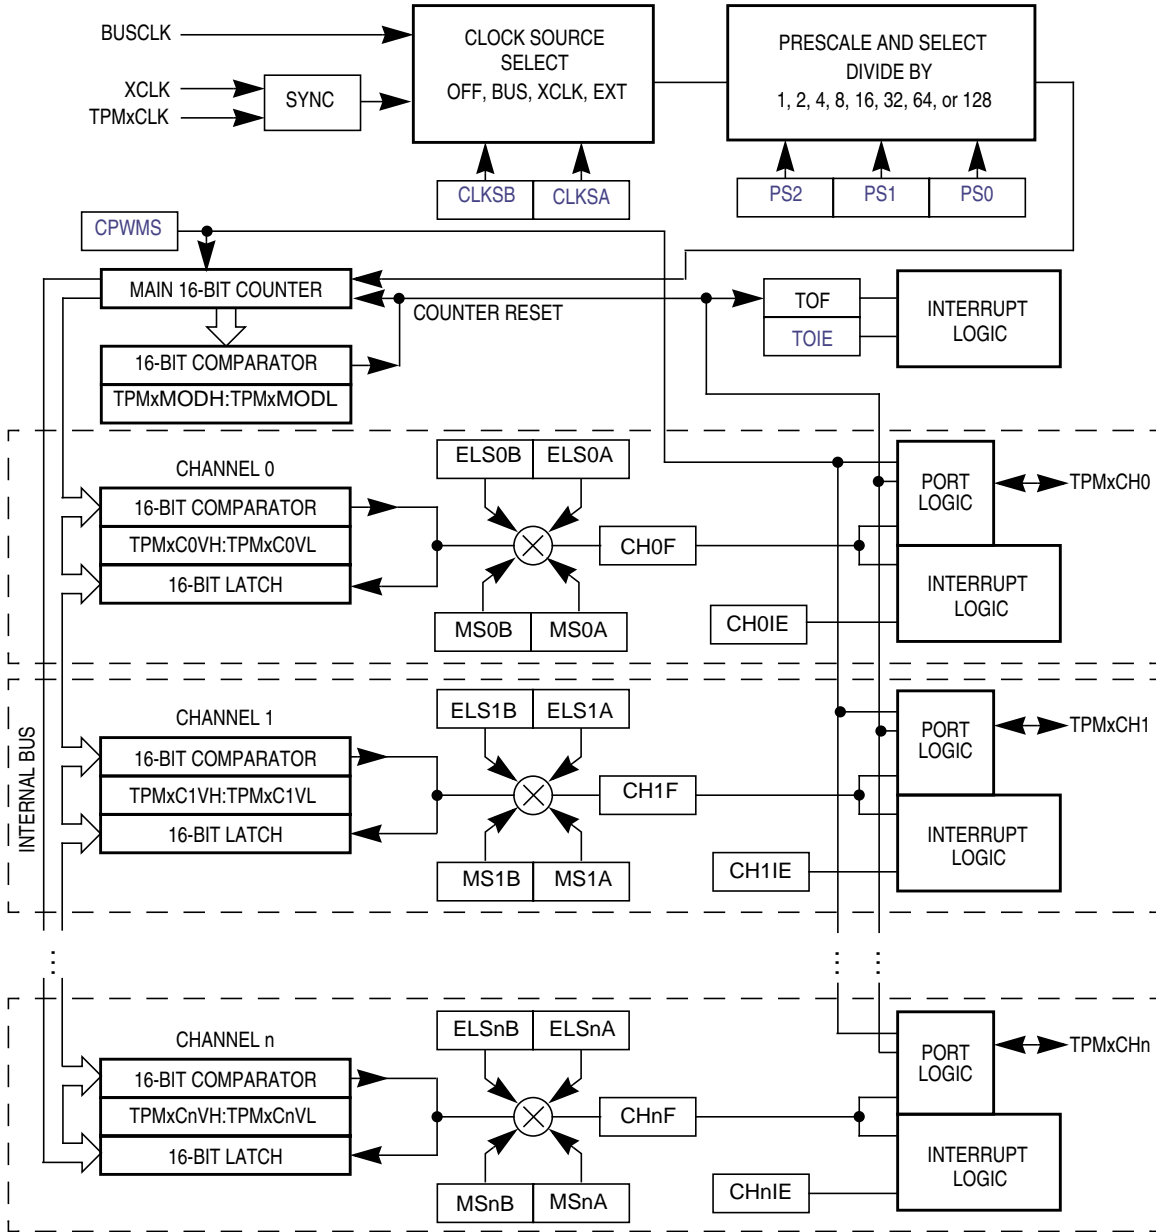 BUSCLK
XCLK
TPMxCLK
SYNC
CLOCK SOURCE
SELECT
OFF, BUS, XCLK, EXT
PRESCALE AND SELECT
DIVIDE BY
1, 2, 4, 8, 16, 32, 64, or 128
CLKSB
CLKSA
PS2
PS1
PS0
CPWMS
MAIN 16-BIT COUNTER
COUNTER RESET
TOF
TOIE
INTERRUPT
LOGIC
16-BIT COMPARATOR
TPMxMODH:TPMxMODL
INTERNAL BUS
CHANNEL 0
16-BIT COMPARATOR
TPMxC0VH:TPMxC0VL
16-BIT LATCH
ELS0B
ELS0A
MS0B
MS0A
CH0F
CH0IE
PORT
LOGIC
INTERRUPT
LOGIC
TPMxCH0
CHANNEL 1
16-BIT COMPARATOR
TPMxC1VH:TPMxC1VL
16-BIT LATCH
ELS1B
ELS1A
MS1B
MS1A
CH1F
CH1IE
PORT
LOGIC
INTERRUPT
LOGIC
TPMxCH1
...
...
...
CHANNEL n
16-BIT COMPARATOR
TPMxCnVH:TPMxCnVL
16-BIT LATCH
ELSnB
ELSnA
MSnB
MSnA
CHnF
CHnIE
PORT
LOGIC
INTERRUPT
LOGIC
TPMxCHn